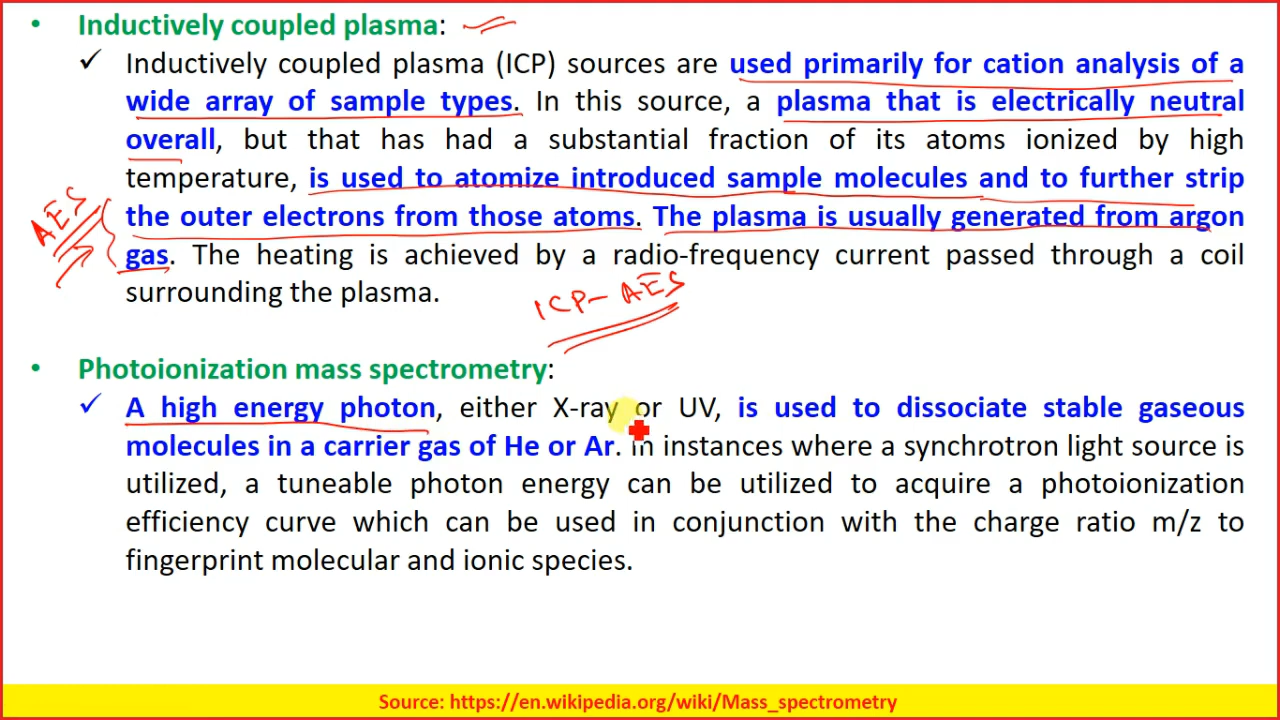 • Inductively coupled plasma:
✓ Inductively coupled plasma (ICP) sources are used primarily for cation analysis of a
wide array of sample types. In this source, a plasma that is electrically neutral
overall, but that has had a substantial fraction of its atoms ionized by high
temperature, is used to atomize introduced sample molecules and to further strip
AES
the outer electrons from those atoms. The plasma is usually generated from argon
gas. The heating is achieved by a radio-frequency current passed through a coil
surrounding the plasma.
ICP-AES
• Photoionization mass spectrometry:
✓ A high energy photon, either X-ray or UV, is used to dissociate stable gaseous
molecules in a carrier gas of He or Ar. In instances where a synchrotron light source is
utilized, a tuneable photon energy can be utilized to acquire a photoionization
efficiency curve which can be used in conjunction with the charge ratio m/z to
fingerprint molecular and ionic species.
Source: https://en.wikipedia.org/wiki/Mass_spectrometry